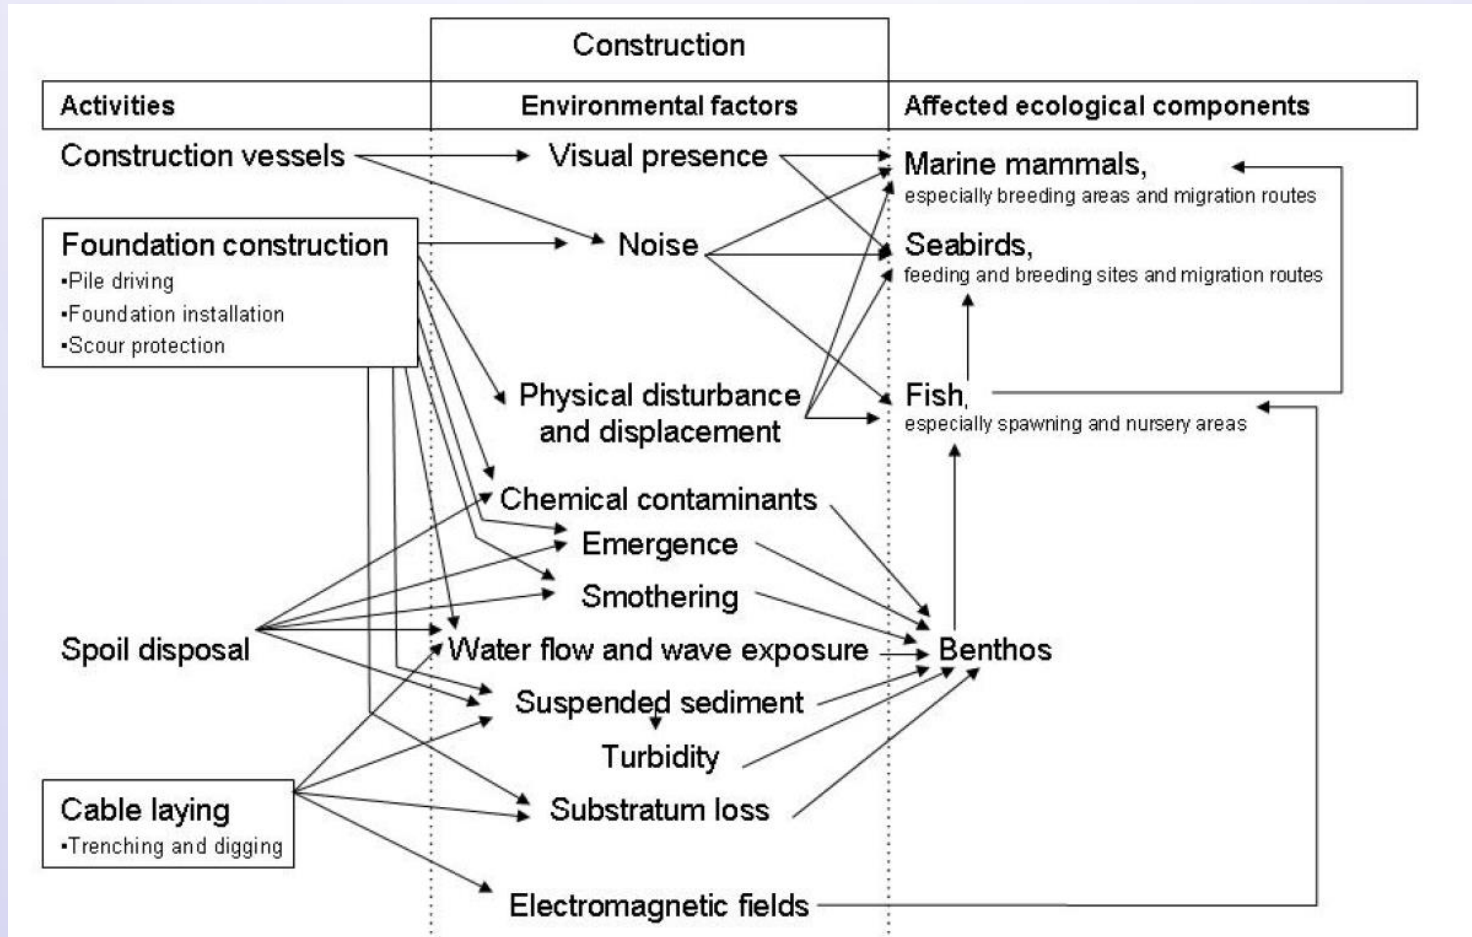 Construction
Activities
Environmental factors
Affected ecological components
Construction vessels
Visual presence
Marine mammals,
especially breeding areas and migration routes
Foundation construction
▪Pile driving
▪Foundation installation
▪Scour protection
Noise
Seabirds,
feeding and breeding sites and migration routes
Physical disturbance
and displacement
Fish,
especially spawning and nursery areas
Chemical contaminants
Emergence
Smothering
Spoil disposal
Water flow and wave exposure
Benthos
Suspended sediment
Turbidity
Cable laying
▪Trenching and digging
Substratum loss
Electromagnetic fields